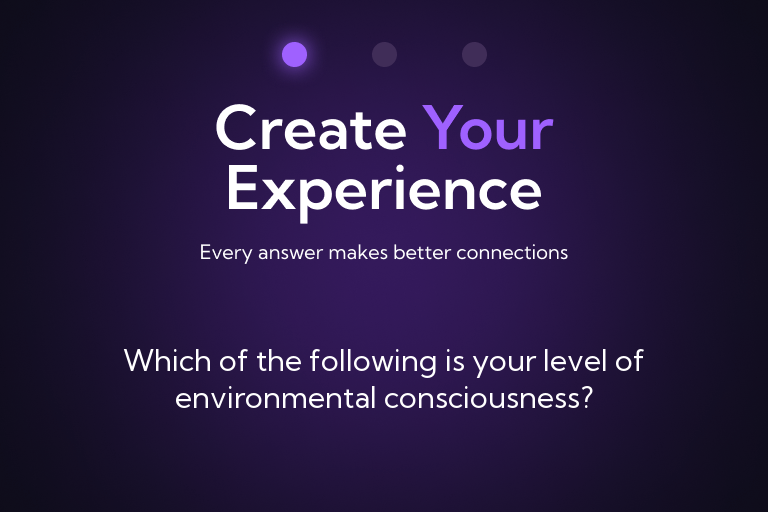 Create Your
Experience
Every answer makes better connections
Which of the following is your level of
environmental consciousness?